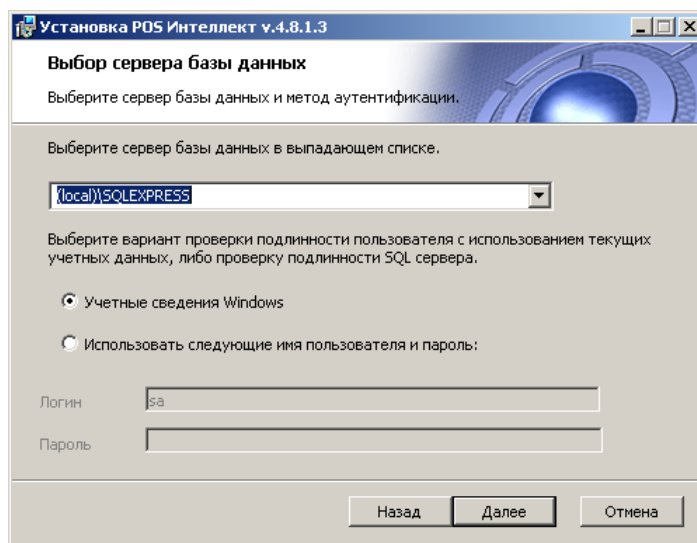 Установка POS Интеллект v.4.8.1.3
Выбор сервера базы данных
Выберите сервер базы данных и метод аутентификации.
Выберите сервер базы данных в выпадающем списке.
(local)\SQLEXPRESS
Выберите вариант проверки подлинности пользователя с использованием текущих
учетных данных, либо проверку подлинности SQL сервера.
Учетные сведения Windows
Использовать следующие имя пользователя и пароль:
Логин sa
Пароль
Назад Далее Отмена